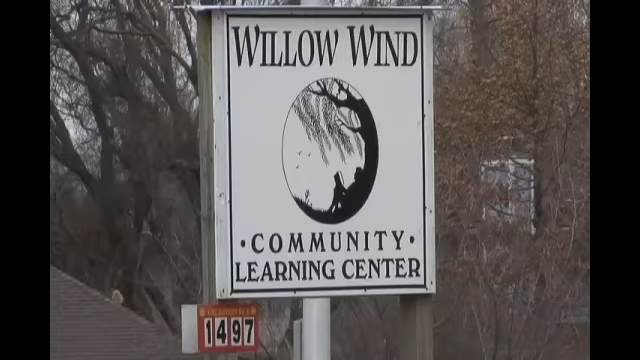 WILLOW WIND
• COMMUNITY •
LEARNING CENTER
1497